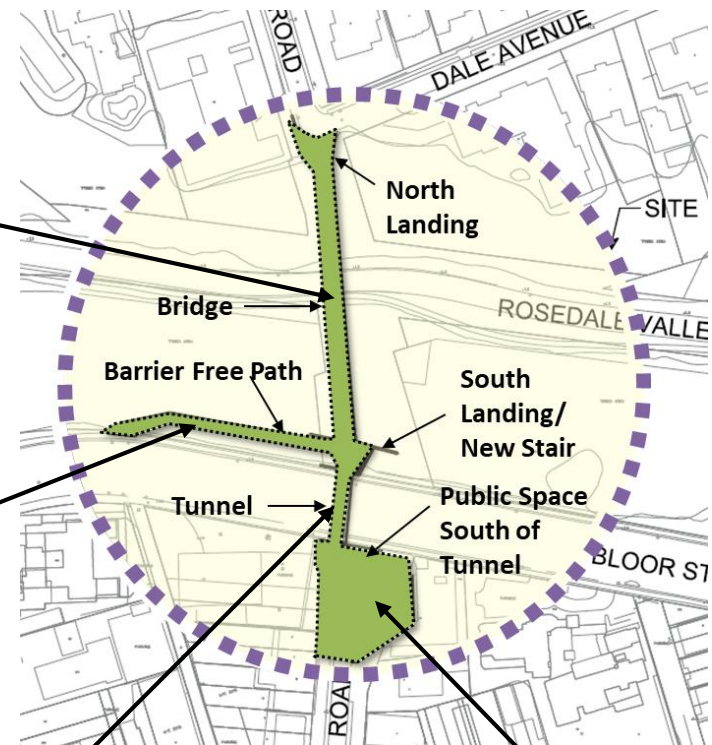 ROAD
DALE AVENUE
North
Landing
SITE
Bridge
ROSEDALE VALLE
Barrier Free Path
South
Landing/
New Stair
Tunnel
Public Space
South of
Tunnel
BLOOR ST
ROA